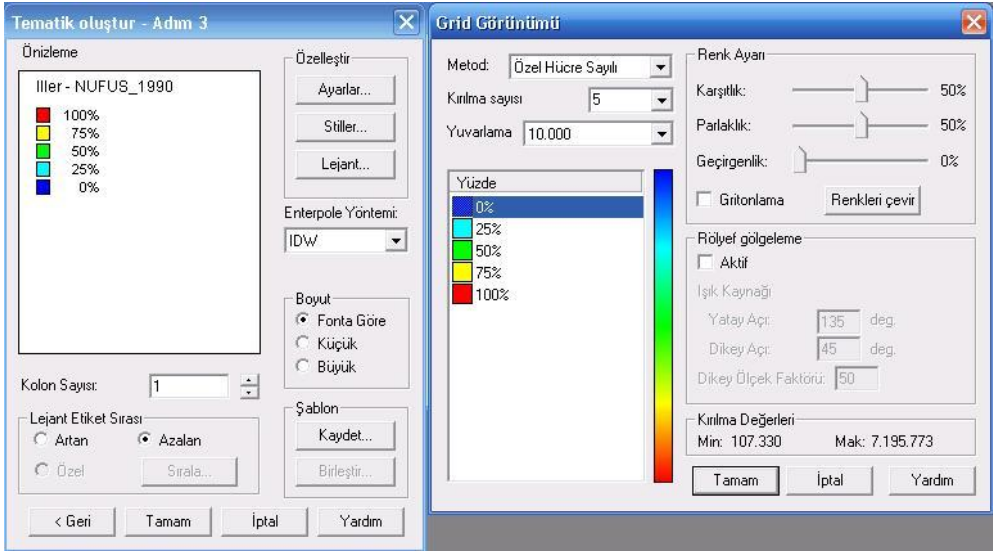 Tematik oluştur - Adım 3
Önizleme
Iller - NUFUS_1990
100%
75%
50%
25%
0%
Özelleştir
Ayarlar...
Stiller...
Lejant...
Enterpole Yöntemi:
IDW
Boyut
Fonta Göre
Küçük
Büyük
Kolon Sayısı:
1
Lejant Etiket Sırası
Artan
Azalan
Özel
Sırala...
Şablon
Kaydet...
Birleştir...
< Geri
Tamam
İptal
Yardım
Grid Görünümü
Metod:
Özel Hücre Sayılı
Kırılma sayısı
5
Yuvarlama
10.000
Yüzde
0%
25%
50%
75%
100%
Renk Ayarı
Karşıtlık:
50%
Parlaklık:
50%
Geçirgenlik:
0%
Gritonlama
Renkleri çevir
Rölyef gölgeleme
Aktif
Işık Kaynağı
Yatay Açı:
135
deg.
Dikey Açı:
45
deg.
Dikey Ölçek Faktörü:
50
Kırılma Değerleri
Min: 107.330
Mak: 7.195.773
Tamam
İptal
Yardım